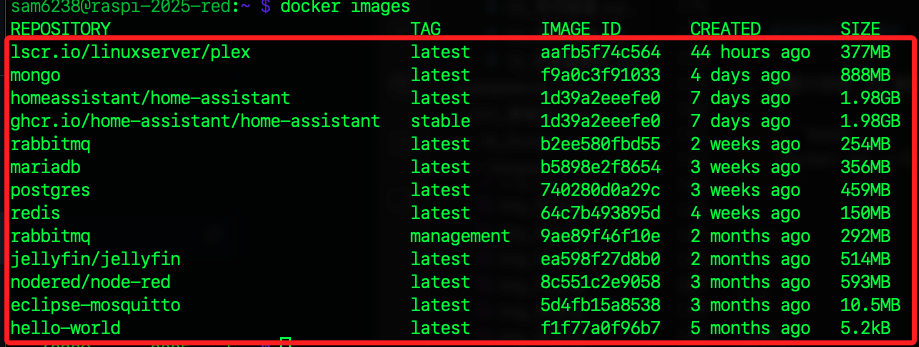 sam6238@raspi-2025-red:~ $ docker images
REPOSITORY TAG IMAGE ID CREATED SIZE
lscr.io/linuxserver/plex latest aafb5f74c564 44 hours ago 377MB
mongo latest f9a0c3f91033 4 days ago 888MB
homeassistant/home-assistant latest 1d39a2eeefe0 7 days ago 1.98GB
ghcr.io/home-assistant/home-assistant stable 1d39a2eeefe0 7 days ago 1.98GB
rabbitmq latest b2ee580fbd55 2 weeks ago 254MB
mariadb latest b5898e2f8654 3 weeks ago 356MB
postgres latest 740280d0a29c 3 weeks ago 459MB
redis latest 64c7b493895d 4 weeks ago 150MB
rabbitmq management 9ae89f46f10e 2 months ago 292MB
jellyfin/jellyfin latest ea598f27d8b0 2 months ago 514MB
nodered/node-red latest 8c551c2e9058 3 months ago 593MB
eclipse-mosquitto latest 5d4fb15a8538 3 months ago 10.5MB
hello-world latest f1f77a0f96b7 5 months ago 5.2kB